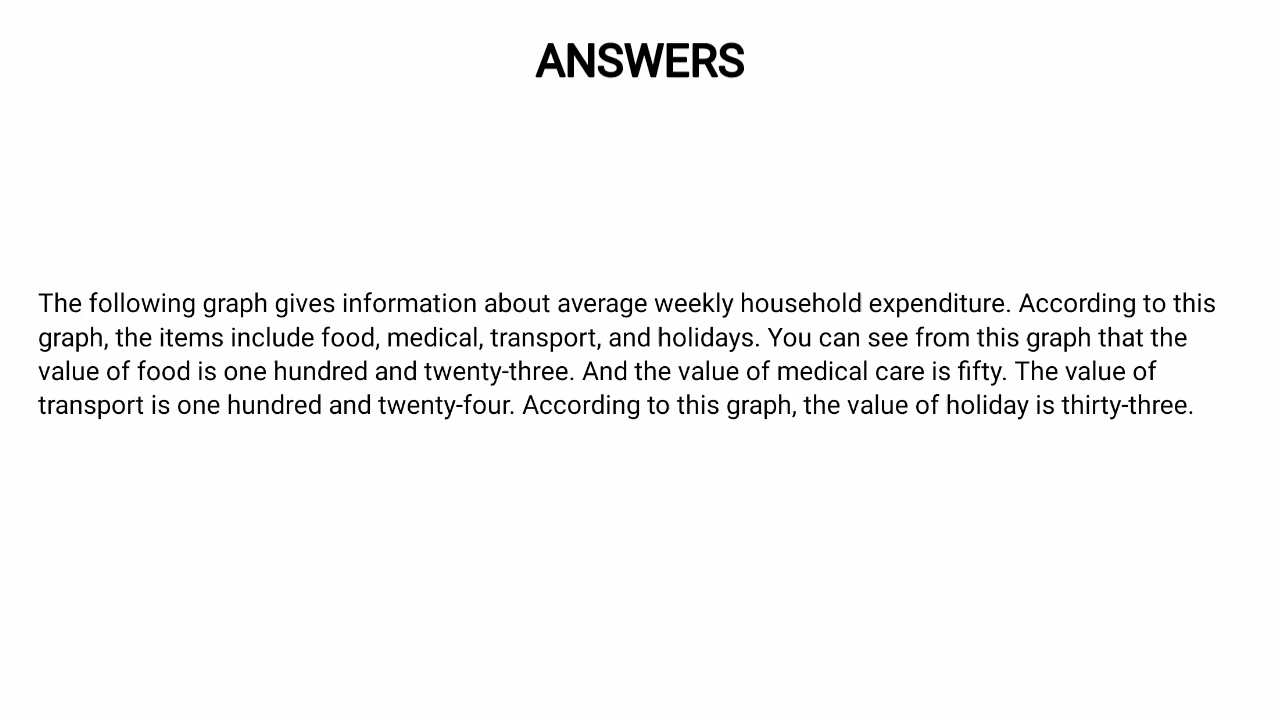 ANSWERS
The following graph gives information about average weekly household expenditure. According to this
graph, the items include food, medical, transport, and holidays. You can see from this graph that the
value of food is one hundred and twenty-three. And the value of medical care is fifty. The value of
transport is one hundred and twenty-four. According to this graph, the value of holiday is thirty-three.